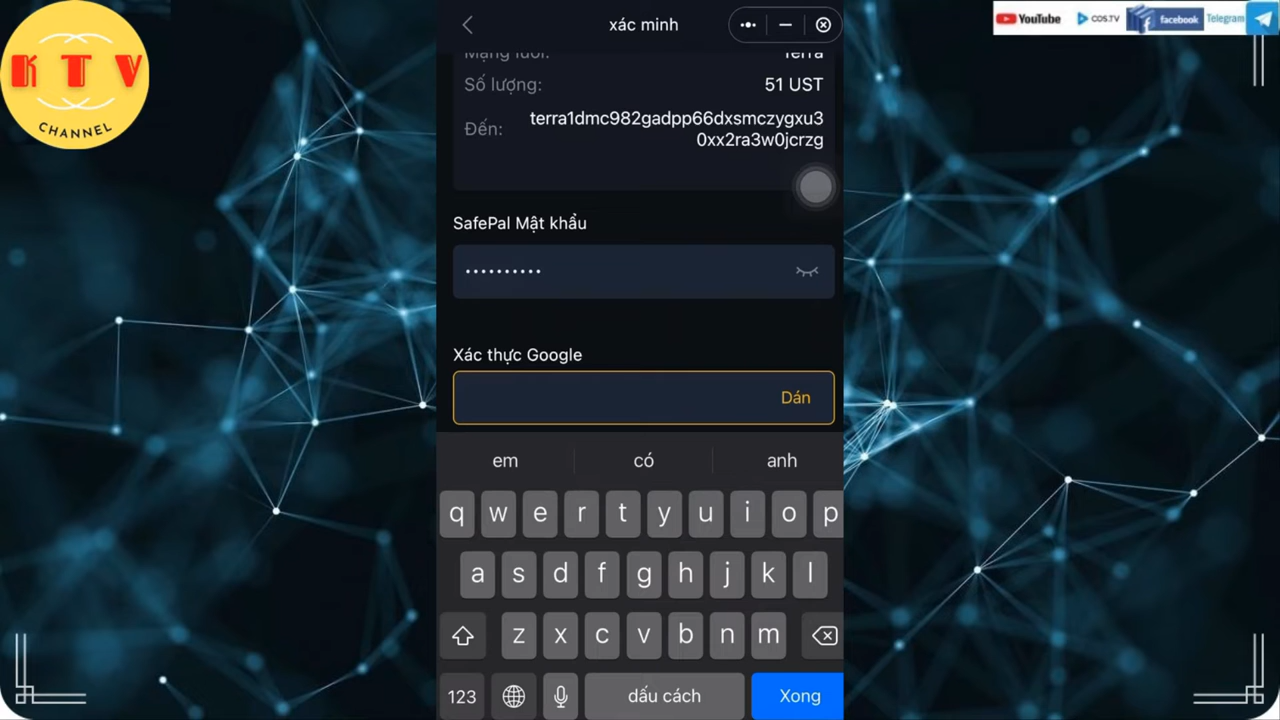 KTV
CHANNEL
xác minh
YouTube
COS.TV
facebook
Telegram
Mạng lưới:
Terra
Số lượng:
51 UST
Đến:
terra1dmc982gadpp66dxsmczygxu3
0xx2ra3w0jcrzg
SafePal Mật khẩu
Xác thực Google
Dán
em có anh
q w e r t y u i o p
a s d f g h j k l
z x c v b n m
123 dấu cách Xong